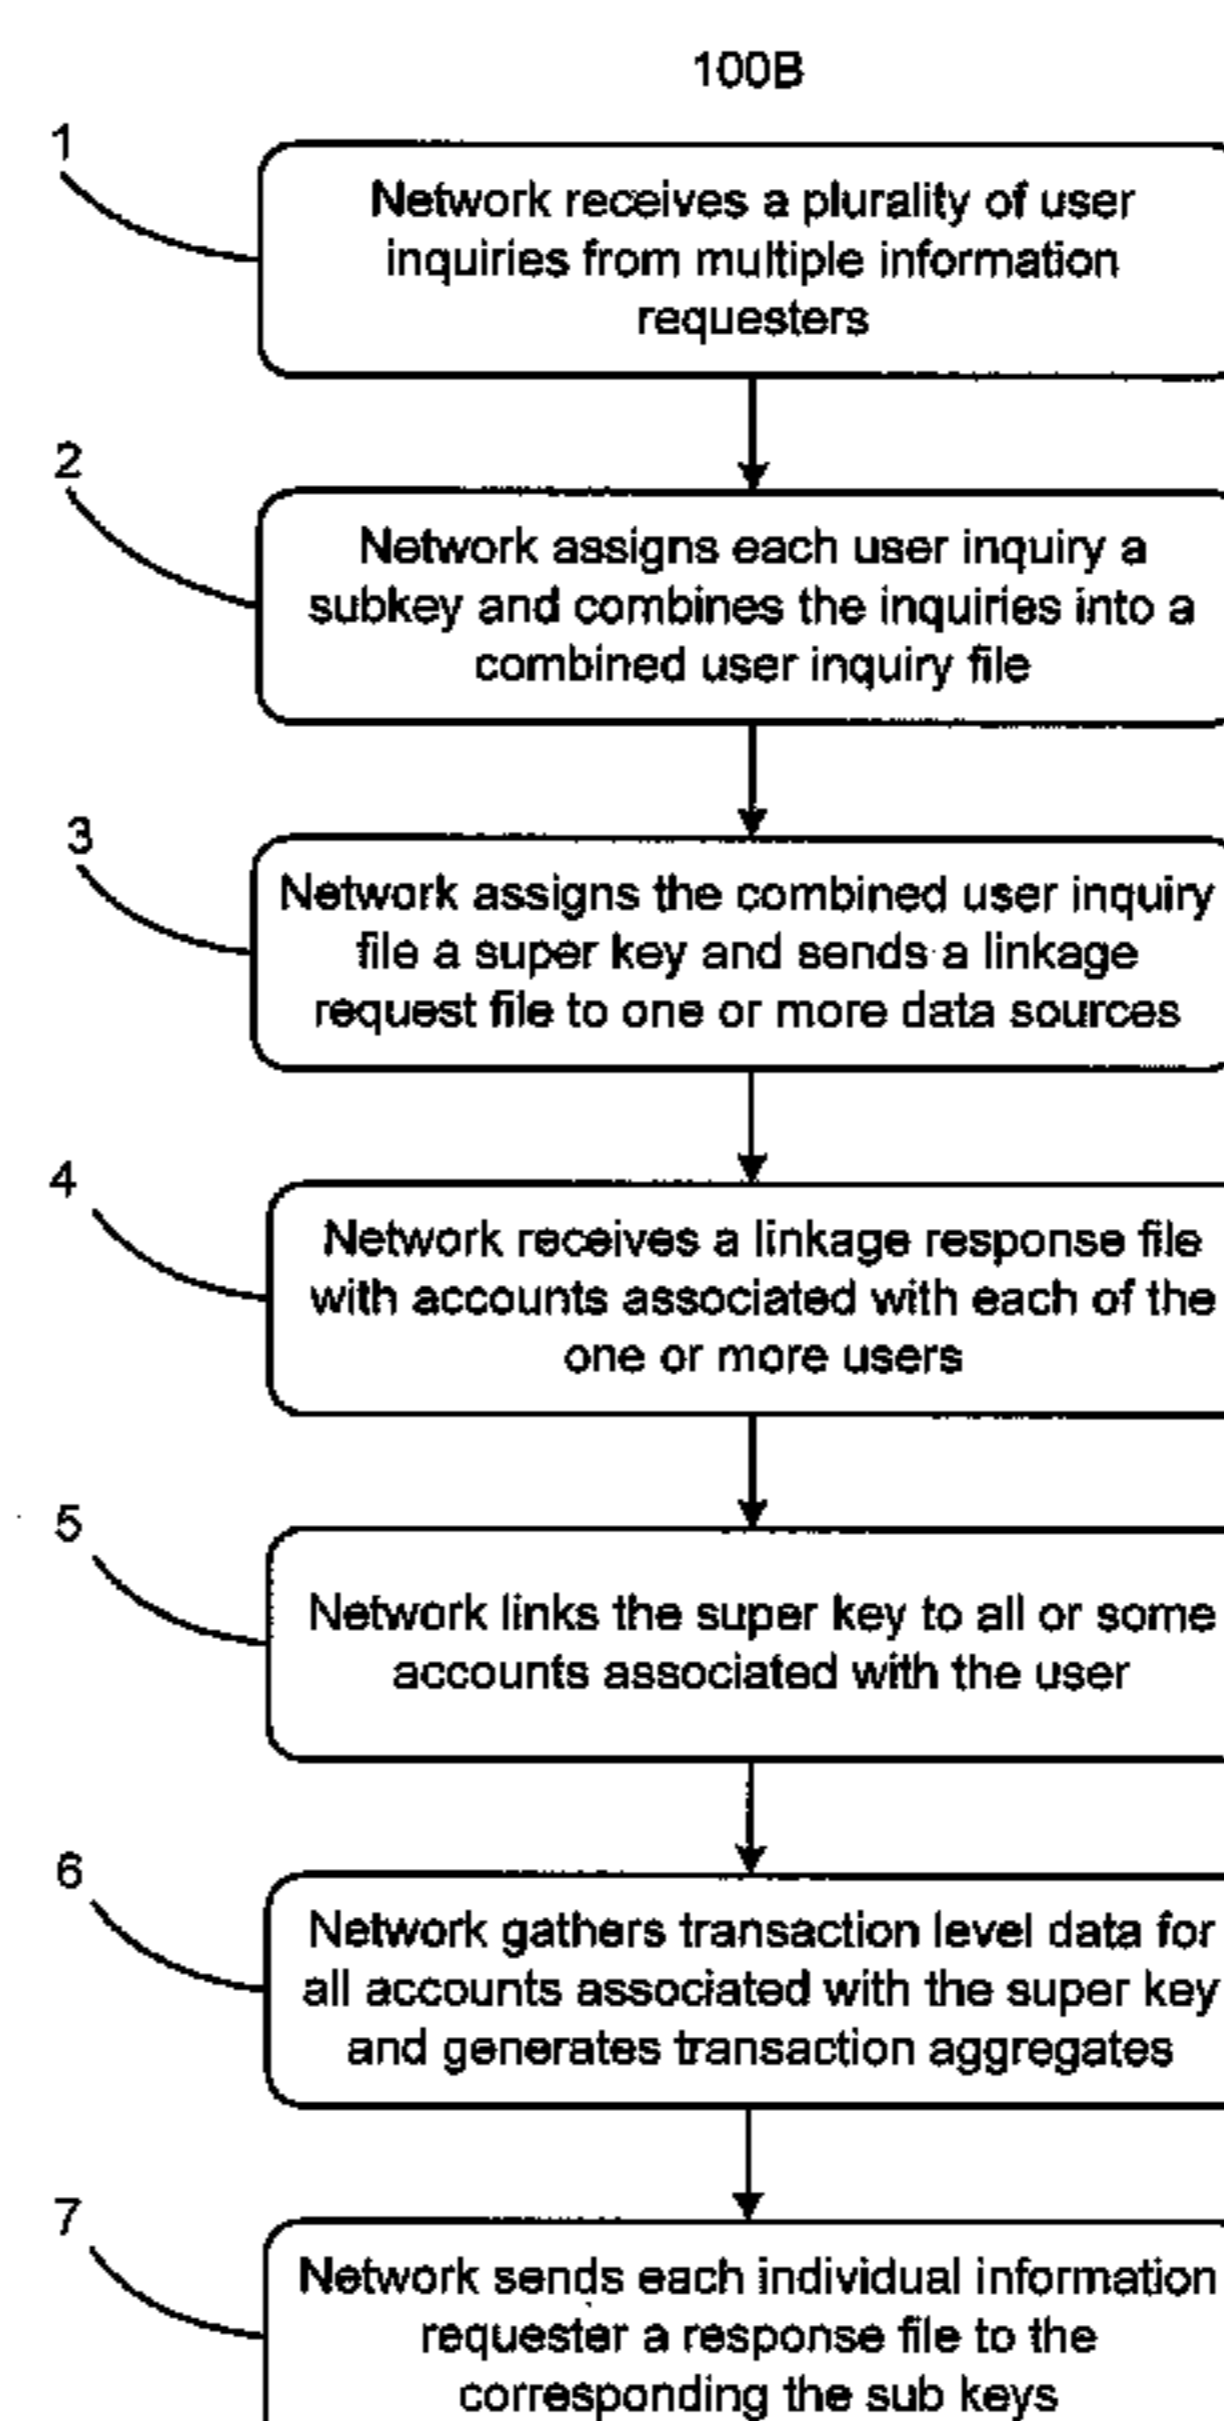 100B
1
Network receives a plurality of user
inquiries from multiple information
requesters
2
Network assigns each user inquiry a
subkey and combines the inquiries into a
combined user inquiry file
3
Network assigns the combined user inquiry
file a super key and sends a linkage
request file to one or more data sources
4
Network receives a linkage response file
with accounts associated with each of the
one or more users
5
Network links the super key to all or some
accounts associated with the user
6
Network gathers transaction level data for
all accounts associated with the super key
and generates transaction aggregates
7
Network sends each individual information
requester a response file to the
corresponding the sub keys